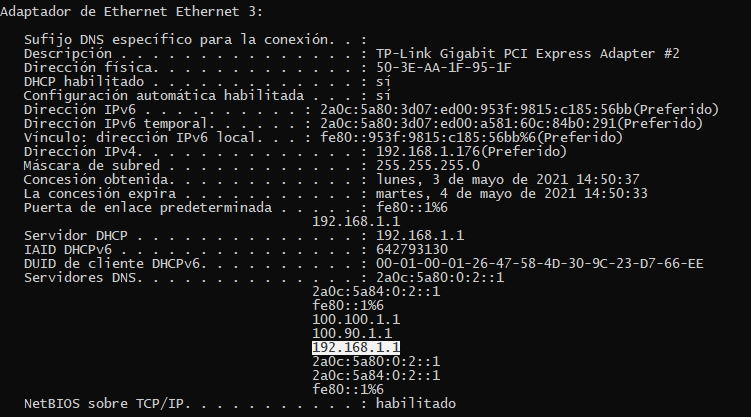 Adaptador de Ethernet Ethernet 3:
Sufijo DNS específico para la conexión. . :
Descripción . . . . . . . . . . . . . . . : TP-Link Gigabit PCI Express Adapter #2
Dirección física. . . . . . . . . . . . . : 50-3E-AA-1F-95-1F
DHCP habilitado . . . . . . . . . . . . . : sí
Configuración automática habilitada . . . : sí
Dirección IPv6 . . . . . . . . . . : 2a0c:5a80:3d07:ed00:953f:9815:c185:56bb(Preferido)
Dirección IPv6 temporal. . . . . . : 2a0c:5a80:3d07:ed00:a581:60c:84b0:291(Preferido)
Vínculo: dirección IPv6 local. . . : fe80::953f:9815:c185:56bb%6(Preferido)
Dirección IPv4. . . . . . . . . . . . . . : 192.168.1.176(Preferido)
Máscara de subred . . . . . . . . . . . . : 255.255.255.0
Concesión obtenida. . . . . . . . . . . . : lunes, 3 de mayo de 2021 14:50:37
La concesión expira . . . . . . . . . . . : martes, 4 de mayo de 2021 14:50:33
Puerta de enlace predeterminada . . . . . : fe80::1%6
192.168.1.1
Servidor DHCP . . . . . . . . . . . . . . : 192.168.1.1
IAID DHCPv6 . . . . . . . . . . . . . . . : 642793130
DUID de cliente DHCPv6. . . . . . . . . . : 00-01-00-01-26-47-58-4D-30-9C-23-D7-66-EE
Servidores DNS. . . . . . . . . . . . . . : 2a0c:5a80:0:2::1
2a0c:5a84:0:2::1
fe80::1%6
100.100.1.1
100.90.1.1
192.168.1.1
2a0c:5a80:0:2::1
2a0c:5a84:0:2::1
fe80::1%6
NetBIOS sobre TCP/IP. . . . . . . . . . . : habilitado